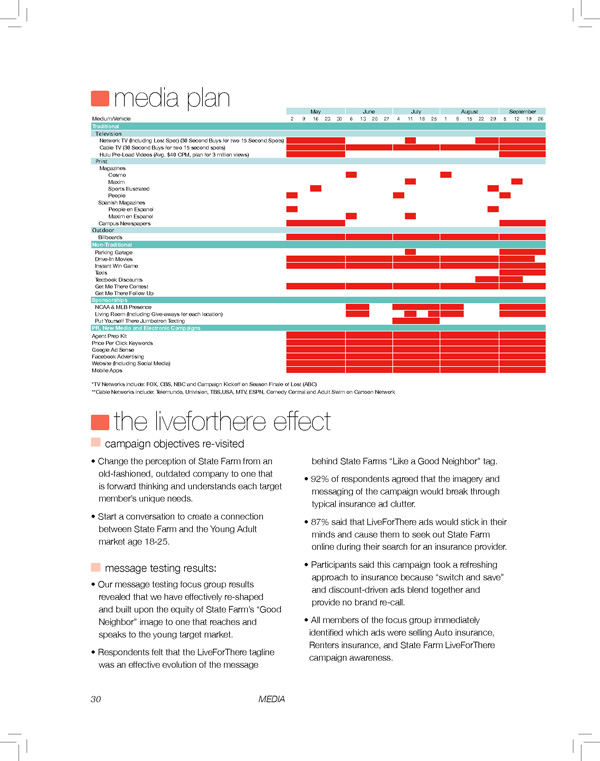 media plan
May June July August September
Medium/Vehicle 2 9 16 23 30 6 13 20 27 4 11 18 25 1 8 15 22 29 5 12 19 26
Traditional
Television
Network TV (Including Lost Spec) (30 Second Buys for two 15 Second Spots)
Cable TV (30 Second Buys for two 15 second spots)
Hulu Pre-Load Videos (Avg. $40 CPM, plan for 3 million views)
Print
Magazines
Cosmo
Maxim
Sports Illustrated
People
Spanish Magazines
People en Espanol
Maxim en Espanol
Campus Newspapers
Outdoor
Billboards
Non-Traditional
Parking Garage
Drive-In Movies
Instant Win Game
Taxis
Textbook Discounts
Get Me There Contest
Get Me There Follow Up
Sponsorships
NCAA & MLB Presence
Living Room (Including Give-aways for each location)
Put Yourself There Jumbotron Texting
PR, New Media and Electronic Campaigns
Agent Prep Kit
Price Per Click Keywords
Google Ad Sense
Facebook Advertising
Website (Including Social Media)
Mobile Apps
*TV Networks include: FOX, CBS, NBC and Campaign Kickoff on Season Finale of Lost (ABC)
**Cable Networks include: Telemundo, Univision, TBS, USA, MTV, ESPN, Comedy Central and Adult Swim on Cartoon Network
the liveforthere effect
campaign objectives re-visited
• Change the perception of State Farm from an
old-fashioned, outdated company to one that
is forward thinking and understands each target
member's unique needs.
• Start a conversation to create a connection
between State Farm and the Young Adult
market age 18-25.
message testing results:
• Our message testing focus group results
revealed that we have effectively re-shaped
and built upon the equity of State Farm's "Good
Neighbor" image to one that reaches and
speaks to the young target market.
• Respondents felt that the LiveForThere tagline
was an effective evolution of the message
behind State Farms "Like a Good Neighbor" tag.
• 92% of respondents agreed that the imagery and
messaging of the campaign would break through
typical insurance ad clutter.
• 87% said that LiveForThere ads would stick in their
minds and cause them to seek out State Farm
online during their search for an insurance provider.
• Participants said this campaign took a refreshing
approach to insurance because "switch and save"
and discount-driven ads blend together and
provide no brand re-call.
• All members of the focus group immediately
identified which ads were selling Auto insurance,
Renters insurance, and State Farm LiveForThere
campaign awareness.
30 MEDIA